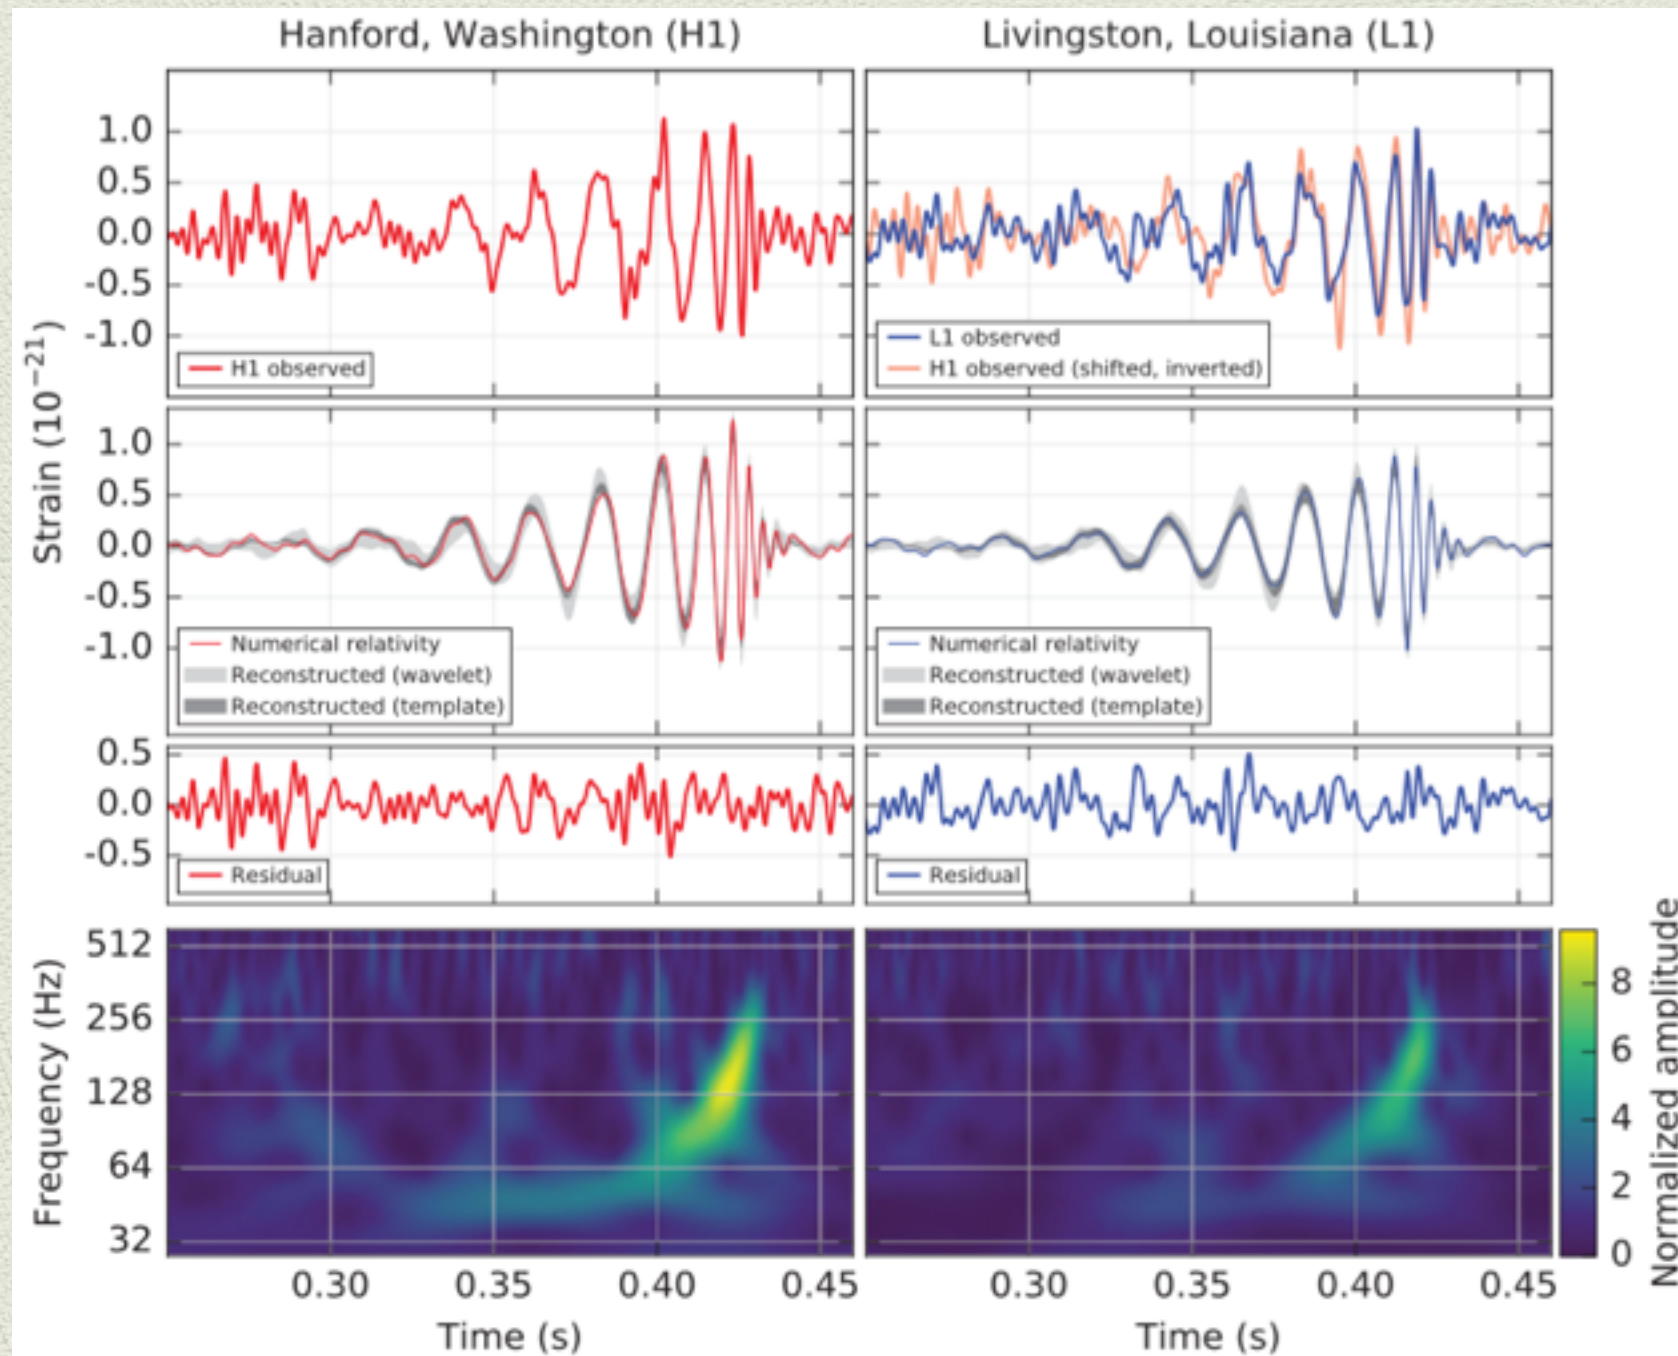 Hanford, Washington (H1)
Livingston, Louisiana (L1)
Strain (10⁻²¹)
1.0
0.5
0.0
-0.5
-1.0
H1 observed
L1 observed
H1 observed (shifted, inverted)
1.0
0.5
0.0
-0.5
-1.0
Numerical relativity
Reconstructed (wavelet)
Reconstructed (template)
Numerical relativity
Reconstructed (wavelet)
Reconstructed (template)
0.5
0.0
-0.5
Residual
Residual
Frequency (Hz)
512
256
128
64
32
Normalized amplitude
8
6
4
2
0
0.30 0.35 0.40 0.45
0.30 0.35 0.40 0.45
Time (s)
Time (s)